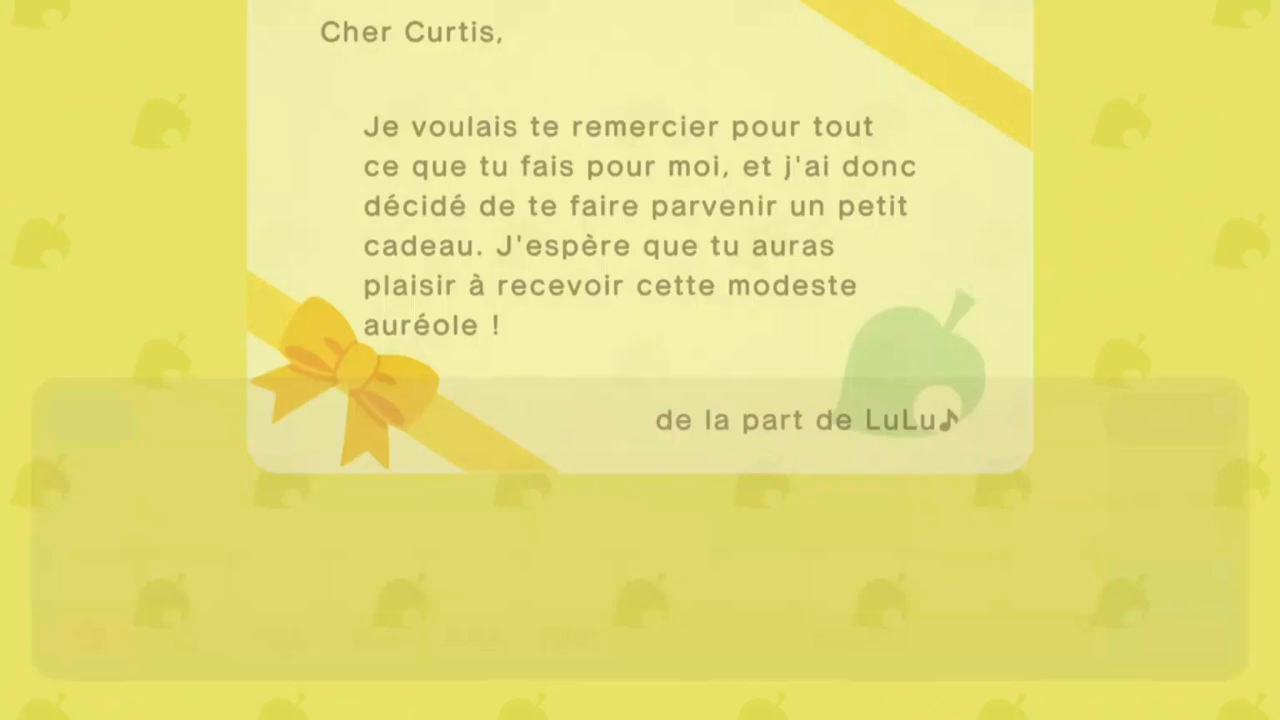 Cher Curtis,
Je voulais te remercier pour tout
ce que tu fais pour moi, et j'ai donc
décidé de te faire parvenir un petit
cadeau. J'espère que tu auras
plaisir à recevoir cette modeste
auréole !
de la part de LuLu♪